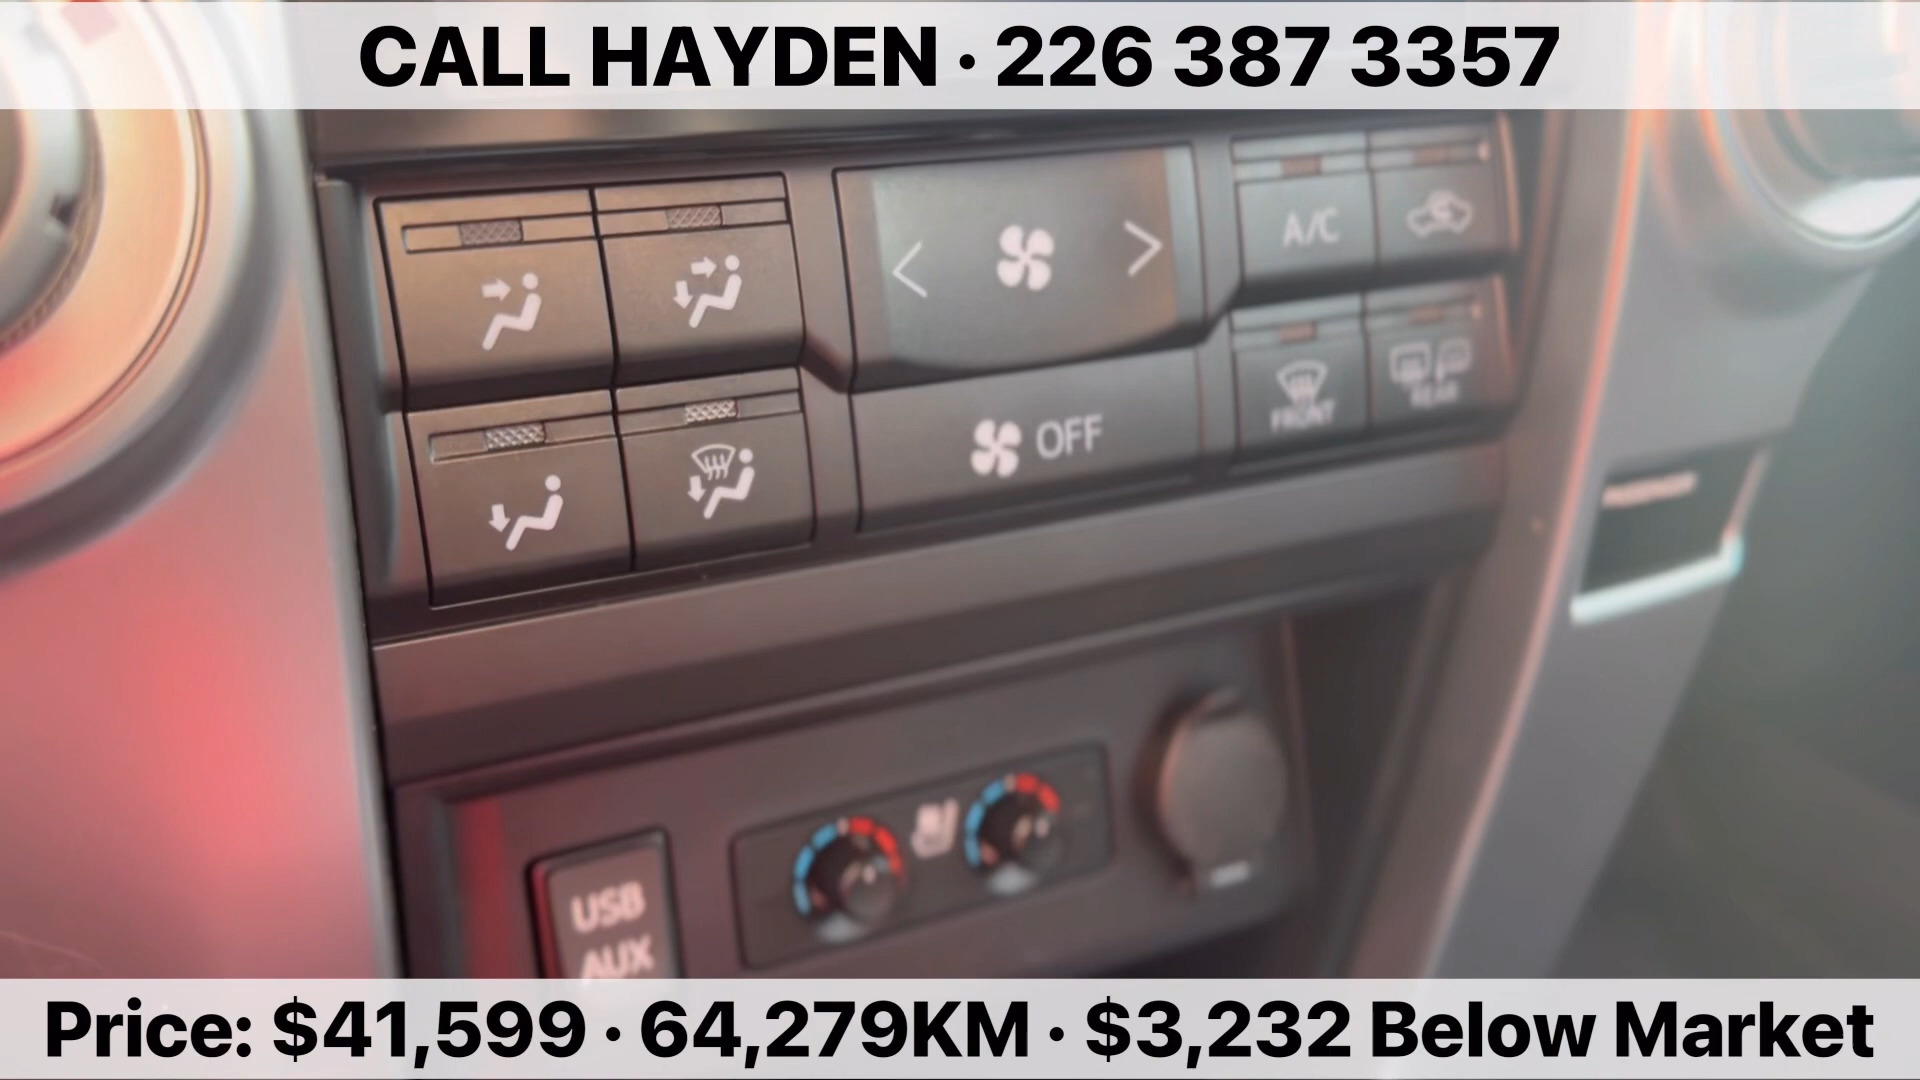 CALL HAYDEN · 226 387 3357
A/C
OFF
FRONT
REAR
USB
AUX
Price: $41,599 · 64,279KM · $3,232 Below Market